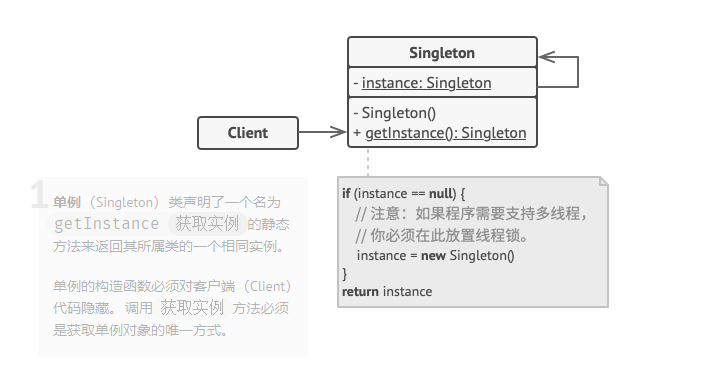 Singleton
- instance: Singleton
- Singleton()
+ getInstance(): Singleton
Client
1
单例（Singleton）类声明了一个名为
getInstance 获取实例 的静态
方法来返回其所属类的一个相同实例。
单例的构造函数必须对客户端（Client）
代码隐藏。 调用 获取实例 方法必须
是获取单例对象的唯一方式。
if (instance == null) {
// 注意：如果程序需要支持多线程，
// 你必须在此放置线程锁。
instance = new Singleton()
}
return instance